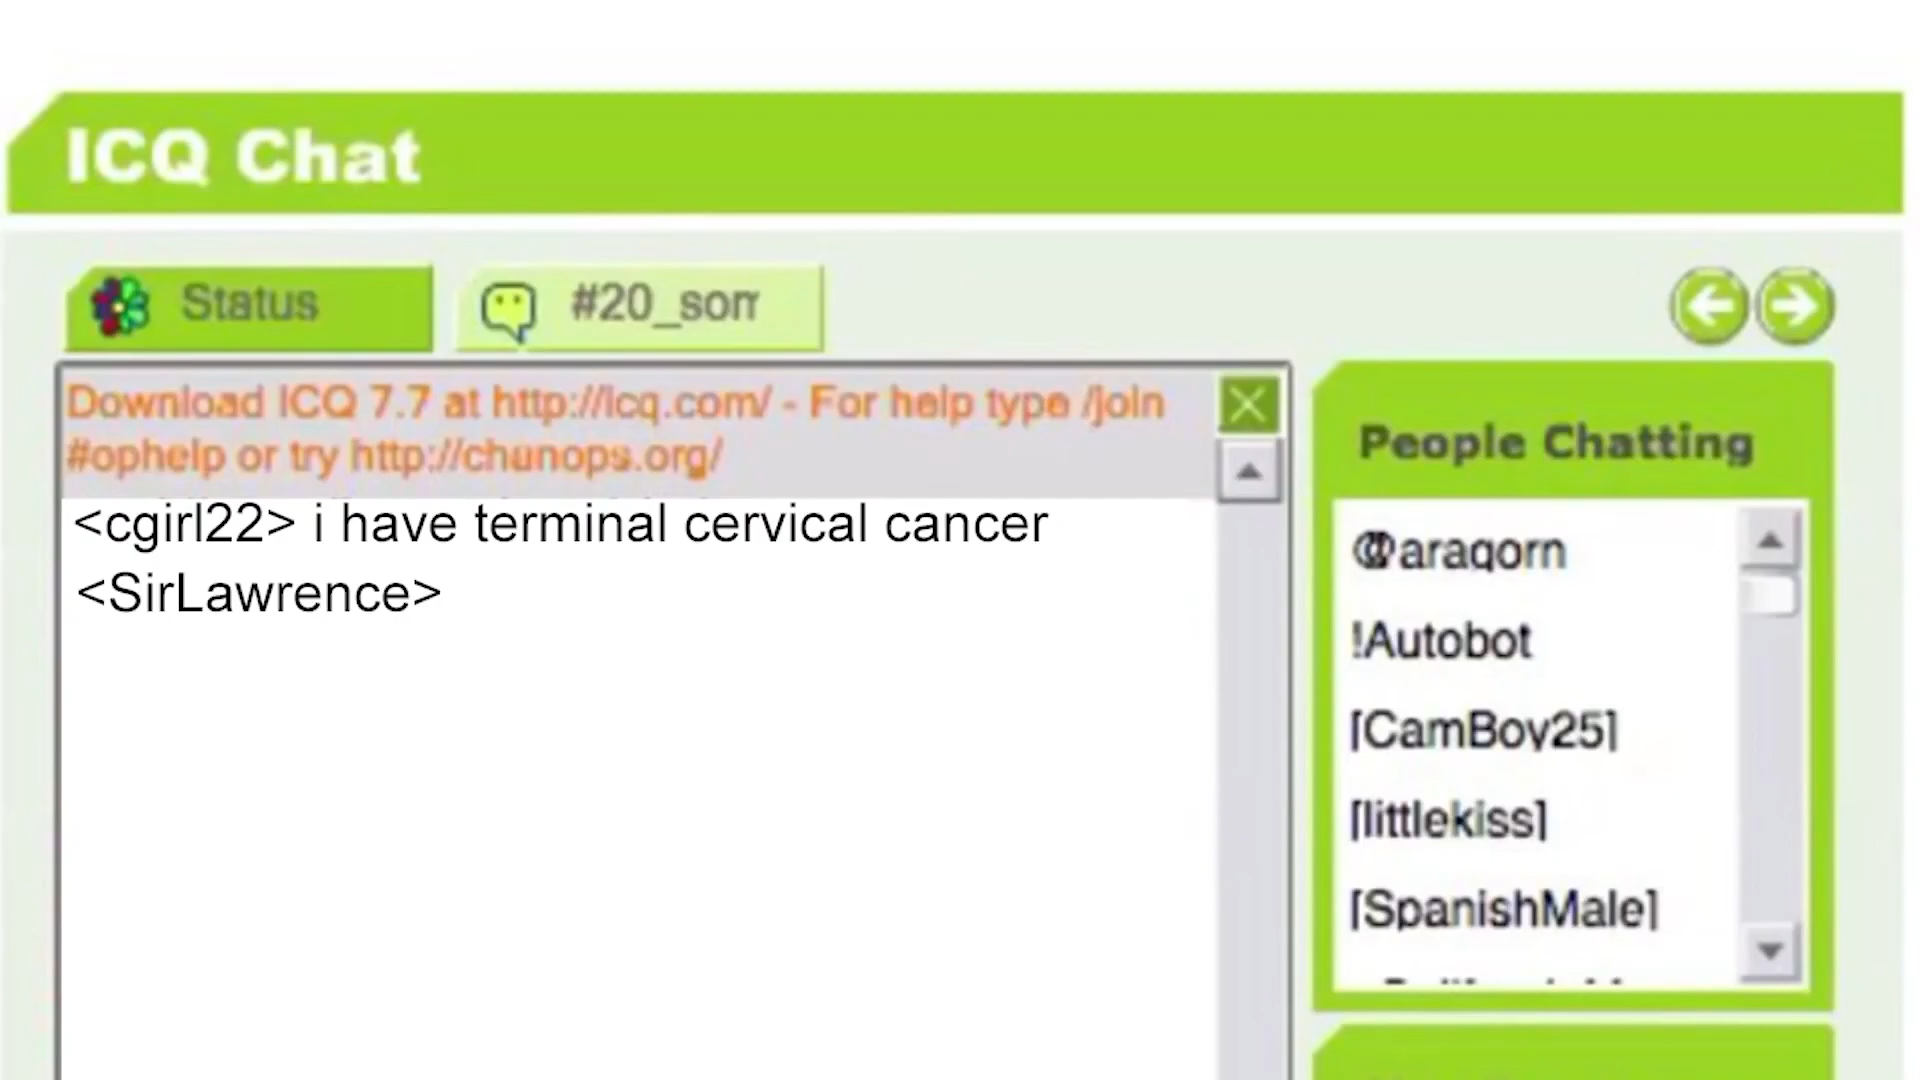 ICQ Chat
Status
#20_som
Download ICQ 7.7 at http://icq.com/ - For help type /join
#ophelp or try http://chanops.org/
<cgirl22> i have terminal cervical cancer
<SirLawrence>
People Chatting
@aragorn
!Autobot
[CamBoy25]
[littlekiss]
[SpanishMale]